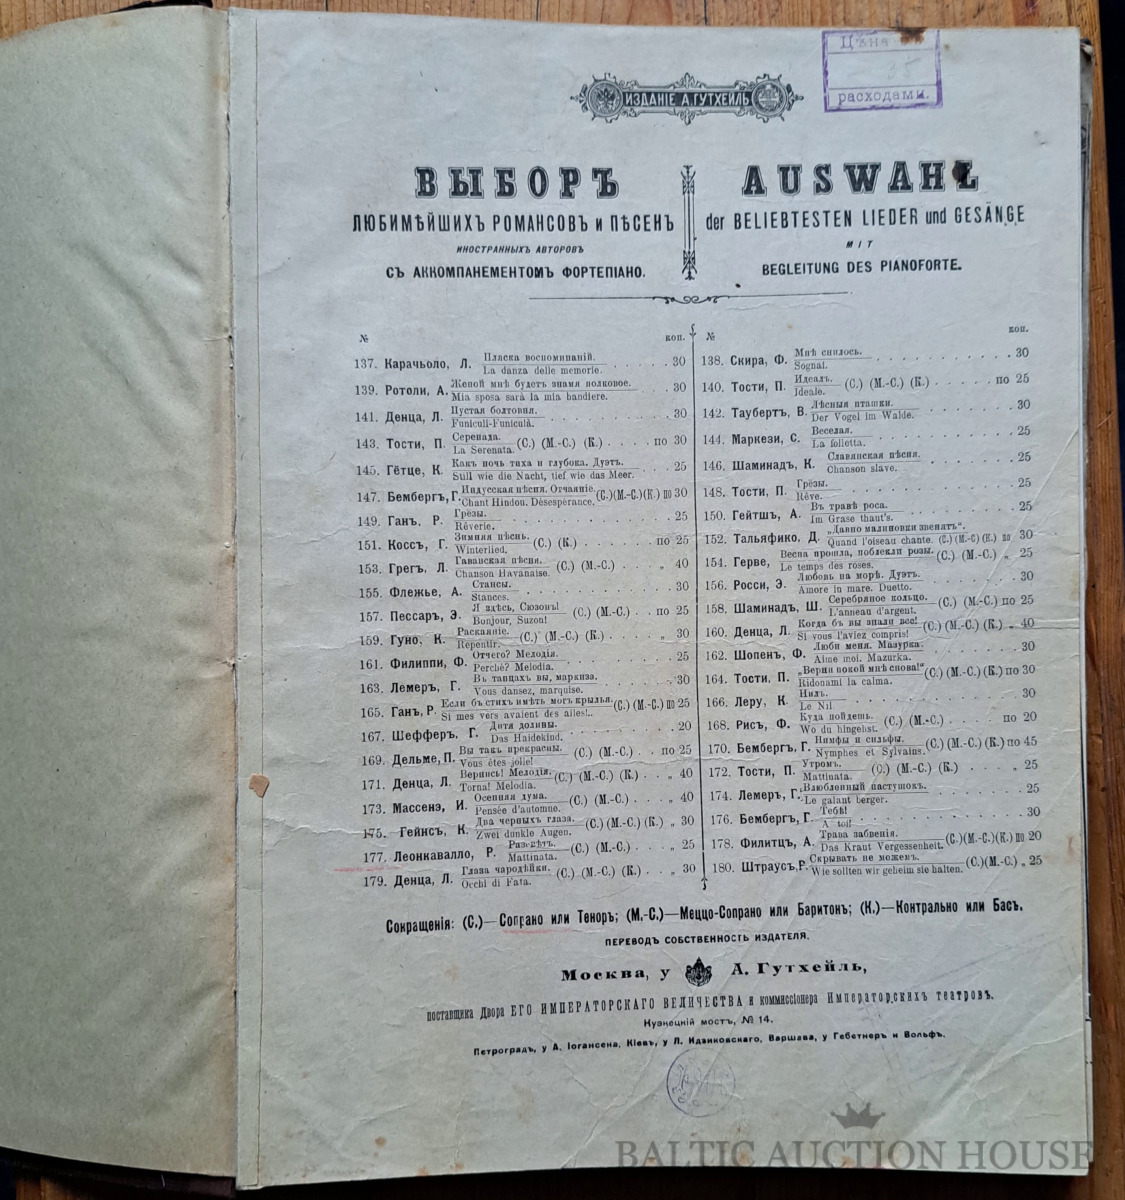 Цѣна
35
расходами.
ИЗДАНІЕ А.ГУТХЕЙЛЬ
ВЫБОРЪ
ЛЮБИМѢЙШИХЪ РОМАНСОВЪ и ПѢСЕНЪ
ИНОСТРАННЫХЪ АВТОРОВЪ
СЪ АККОМПАНЕМЕНТОМЪ ФОРТЕПІАНО.
AUSWAHL
der BELIEBTESTEN LIEDER und GESÄNGE
MIT
BEGLEITUNG DES PIANOFORTE.
№ коп.
137. Карачьоло, Л. Пляска воспоминаній. La danza delle memorie. 30
139. Ротоли, А. Женой мнѣ будетъ знамя полковое. Mia sposa sarà la mia bandiere. 30
141. Денца, Л. Пустая болтовня. Funiculi-Funiculà. 30
143. Тости, П. Серенада. La Serenata. (С.) (М.-С.) (К.) по 30
145. Гётце, К. Какъ ночь тиха и глубока. Дуэтъ. Still wie die Nacht, tief wie das Meer. 25
147. Бембергъ, Г. Индусская пѣсня. Отчаяніе. Chant Hindou. Désespérance. (С.)(М.-С.)(К.) по 30
149. Ганъ, Р. Грёзы. Rêverie. 25
151. Коссъ, Г. Зимняя пѣснь. Winterlied. (С.) (К.) по 25
153. Грегъ, Л. Гаванская пѣсня. Chanson Havanaise. (С.) (М.-С.) „ 40
155. Флежье, А. Стансы. Stances. 30
157. Пессаръ, Э. Я здѣсь, Сюзонъ! Bonjour, Suzon! (С.) (М.-С.) по 25
159. Гуно, К. Раскаяніе. Repentir. (С.) (М.-С.) (К.) „ 30
161. Филиппи, Ф. Отчего? Мелодія. Perchè? Melodia. 25
163. Лемеръ, Г. Въ танцахъ вы, маркиза. Vous dansez, marquise. 30
165. Ганъ, Р. Если бъ стихъ имѣть могъ крылья. Si mes vers avaient des ailes!.. (С.) (М.-С.) по 25
167. Шефферъ, Г. Дитя долины. Das Haidekind. 20
169. Дельме, П. Вы такъ прекрасны. Vous êtes jolie! (С.) (М.-С.) по 25
171. Денца, Л. Вернись! Мелодія. Torna! Melodia. (С.) (М.-С.) (К.) „ 40
173. Массенэ, И. Осенняя дума. Pensée d'automne. (С.) (М.-С.) „ 40
175. Гейнсъ, К. Два черныхъ глаза. Zwei dunkle Augen. (С.) (М.-С.) (К.) „ 30
177. Леонкавалло, Р. Разсвѣтъ. Mattinata. (С.) (М.-С.) „ 25
179. Денца, Л. Глаза чародѣйки. Occhi di Fata. (С.) (М.-С.) (К.) „ 30
№ коп.
138. Скира, Ф. Мнѣ снилось. Sognai. 30
140. Тости, П. Идеалъ. Jdeale. (С.) (М.-С.) (К.) по 25
142. Таубертъ, В. Лѣсныя пташки. Der Vogel im Walde. 30
144. Маркези, С. Веселая. La folletta. 25
146. Шаминадъ, К. Славянская пѣсня. Chanson slave. 25
148. Тости, П. Грёзы. Rêve. 25
150. Гейтшъ, А. Въ травѣ роса. Im Grase thaut's. 25
152. Тальяфико, Д. „Давно малиновки звенятъ“. Quand l'oiseau chante. (С.) (М.-С.) (К.) по 30
154. Герве, Весна прошла, поблекли розы. Le temps des roses. (С.) (М.-С.) „ 25
156. Росси, Э. Любовь на морѣ. Дуэтъ. Amore in mare. Duetto. 30
158. Шаминадъ, Ш. Серебряное кольцо. L'anneau d'argent. (С.) (М.-С.) по 25
160. Денца, Л. Когда бъ вы знали все! Si vous l'aviez compris! (С.) (М.-С.) (К.) „ 40
162. Шопенъ, Ф. Люби меня. Мазурка. Aime moi. Mazurka. 30
164. Тости, П. „Верни покой мнѣ снова!“ Ridonami la calma. (С.) (М.-С.) (К.) по 30
166. Леру, К. Нилъ. Le Nil 30
168. Рисъ, Ф. Куда пойдешь. Wo du hingehst. (С.) (М.-С.) по 20
170. Бембергъ, Г. Нимфы и сильфы. Nymphes et Sylvains. (С.) (М.-С.) (К.) по 45
172. Тости, П. Утромъ. Mattinata. (С.) (М.-С.) (К.) „ 25
174. Лемеръ, Г. Влюбленный пастушокъ. Le galant berger. 25
176. Бембергъ, Г. Тебѣ! A toi! 30
178. Филитцъ, А. Трава забвенія. Das Kraut Vergessenheit. (С.)(М.-С.)(К.) по 20
180. Штраусъ, Р. Скрывать не можемъ. Wie sollten wir geheim sie halten. (С.)(М.-С.) „ 25
Сокращенія: (С.)—Сопрано или Теноръ; (М.-С.)—Меццо-Сопрано или Баритонъ; (К.)—Контральто или Басъ.
ПЕРЕВОДЪ СОБСТВЕННОСТЬ ИЗДАТЕЛЯ.
Москва, у А. Гутхейль,
поставщика Двора ЕГО ИМПЕРАТОРСКАГО ВЕЛИЧЕСТВА и коммиссіонера Императорскихъ театровъ.
Кузнецкій мостъ, № 14.
Петроградъ, у А. Іогансена, Кіевъ, у Л. Идзиковскаго, Варшава, у Гебетнеръ и Вольфъ.
BALTIC AUCTION HOUSE